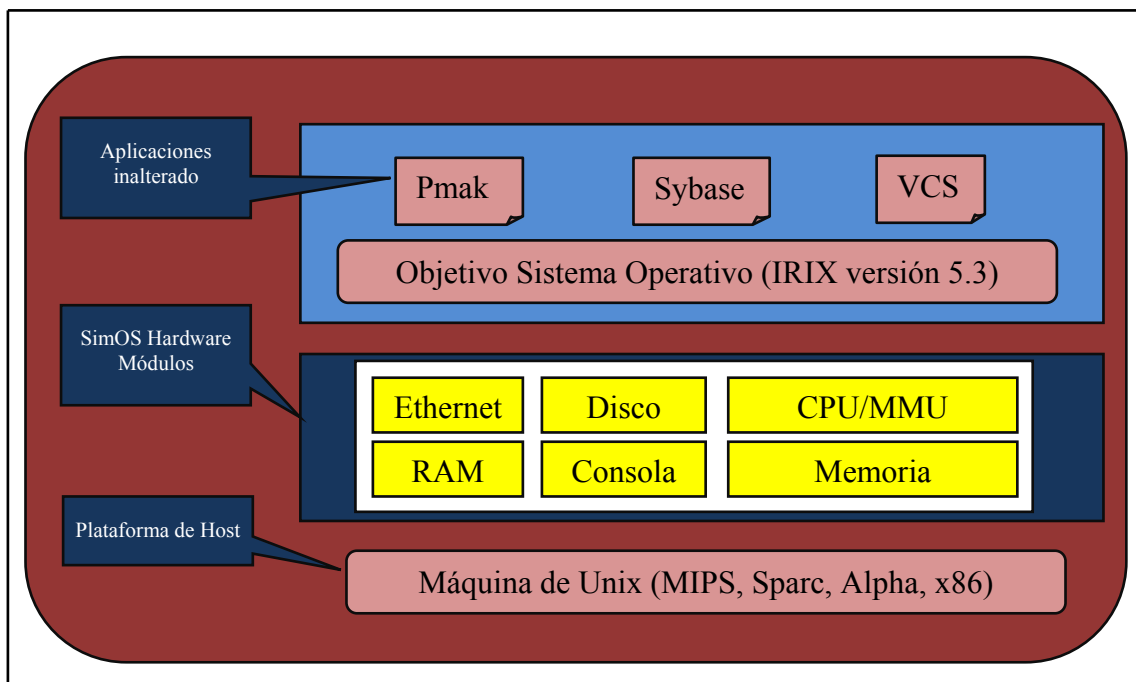 Aplicaciones
inalterado
Pmak
Sybase
VCS
Objetivo Sistema Operativo (IRIX versión 5.3)
SimOS Hardware
Módulos
Ethernet
Disco
CPU/MMU
RAM
Consola
Memoria
Plataforma de Host
Máquina de Unix (MIPS, Sparc, Alpha, x86)